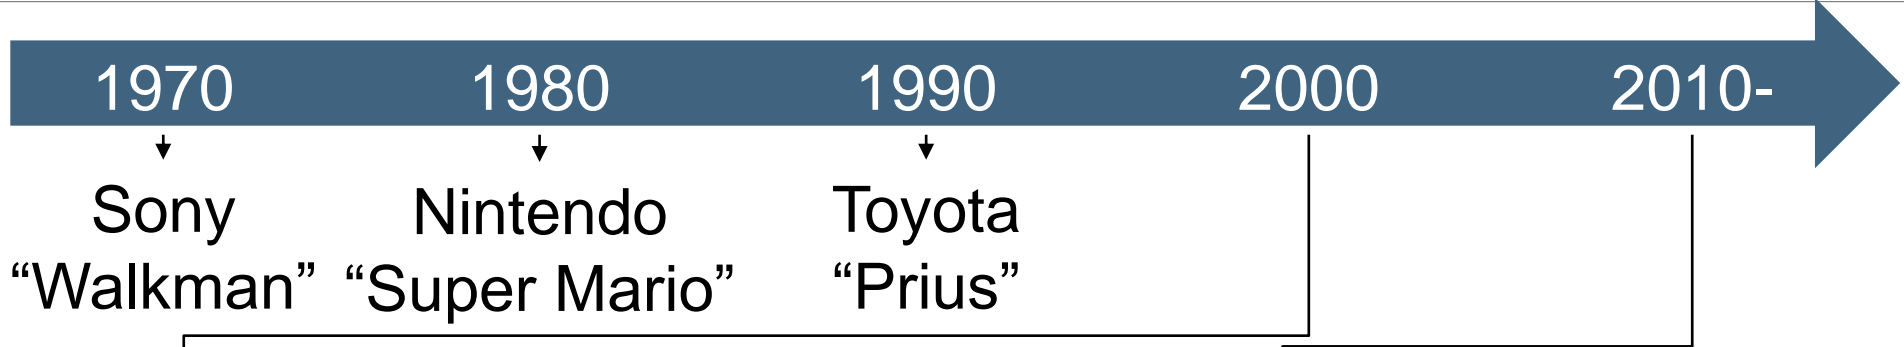 1970 1980 1990 2000 2010-
Sony Nintendo Toyota
“Walkman” “Super Mario” “Prius”